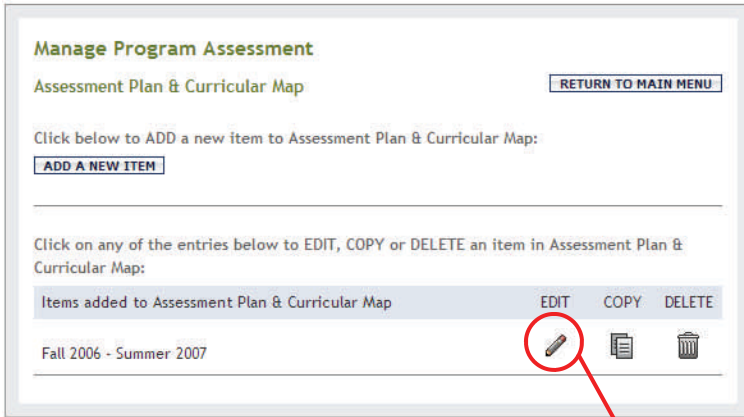 Manage Program Assessment
Assessment Plan & Curricular Map
RETURN TO MAIN MENU
Click below to ADD a new item to Assessment Plan & Curricular Map:
ADD A NEW ITEM
Click on any of the entries below to EDIT, COPY or DELETE an item in Assessment Plan &
Curricular Map:
Items added to Assessment Plan & Curricular Map EDIT COPY DELETE
Fall 2006 - Summer 2007